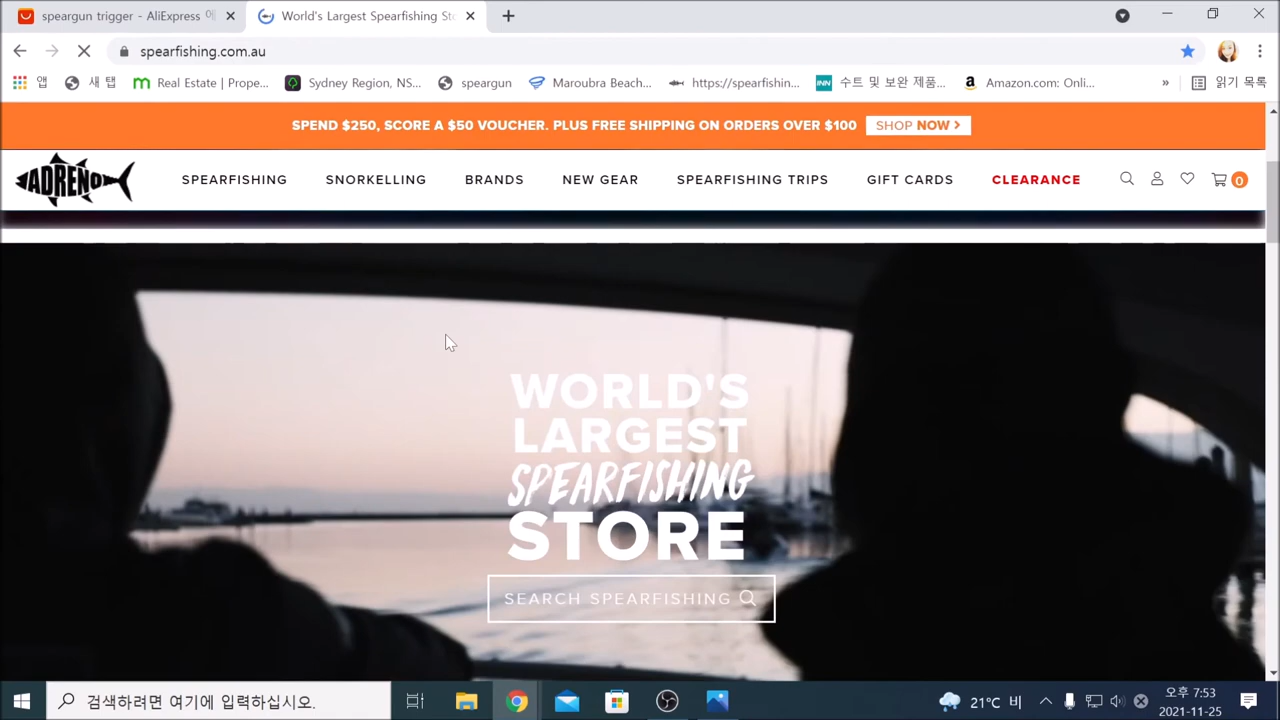 speargun trigger - AliExpress 에
World's Largest Spearfishing Sto
spearfishing.com.au
앱
새 탭
Real Estate | Prope...
Sydney Region, NS...
speargun
Maroubra Beach...
https://spearfishin...
INN
수트 및 보완 제품...
Amazon.com: Onli...
»
읽기 목록
SPEND $250, SCORE A $50 VOUCHER. PLUS FREE SHIPPING ON ORDERS OVER $100 SHOP NOW >
ADRENO
SPEARFISHING
SNORKELLING
BRANDS
NEW GEAR
SPEARFISHING TRIPS
GIFT CARDS
CLEARANCE
0
WORLD'S
LARGEST
SPEARFISHING
STORE
SEARCH SPEARFISHING
검색하려면 여기에 입력하십시오.
21°C 비
오후 7:53
2021-11-25